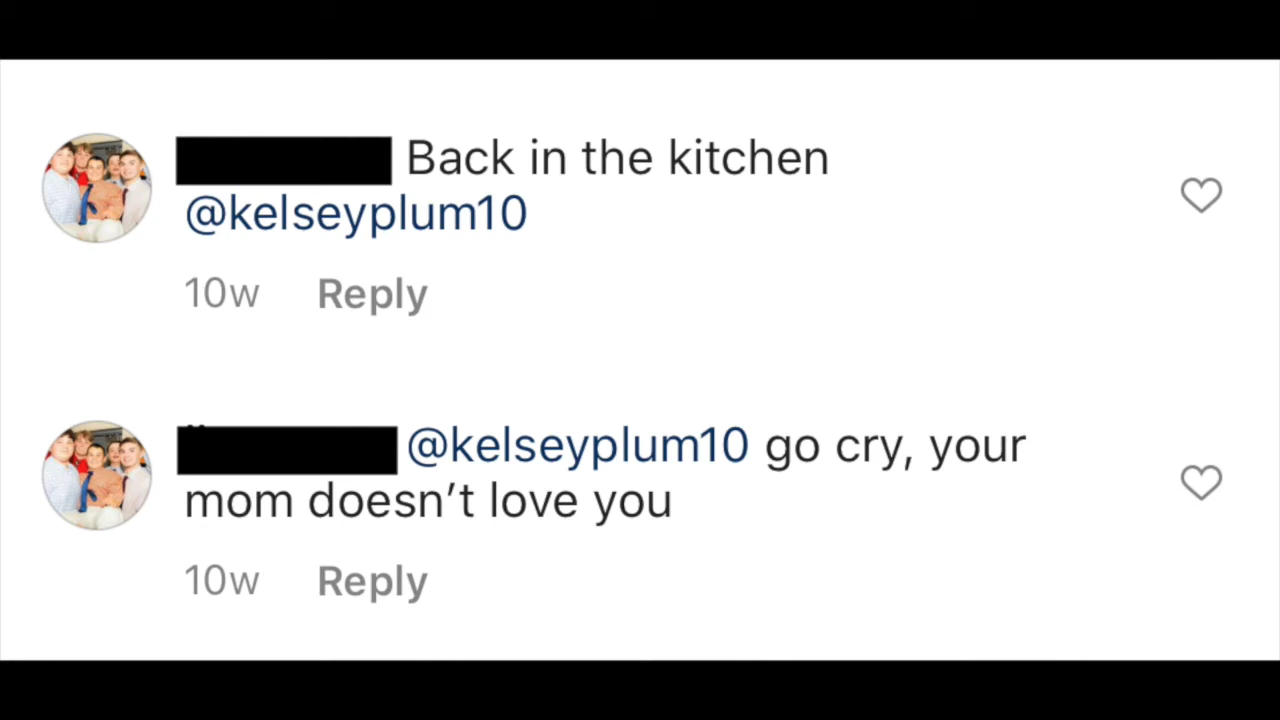 Back in the kitchen
@kelseyplum10
10w Reply
@kelseyplum10 go cry, your
mom doesn’t love you
10w Reply